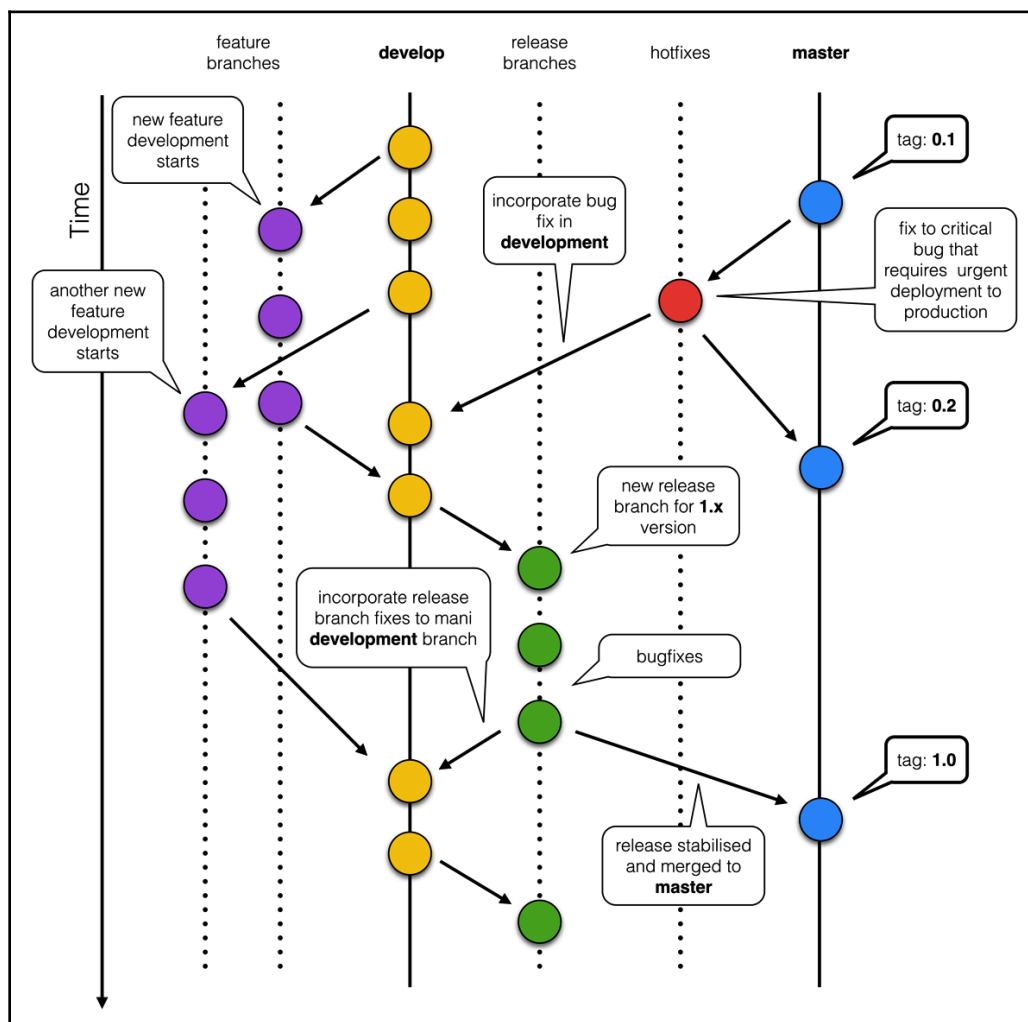 feature
branches
develop
release
branches
hotfixes
master
Time
new feature
development
starts
tag: 0.1
incorporate bug
fix in
development
fix to critical
bug that
requires urgent
deployment to
production
another new
feature
development
starts
tag: 0.2
new release
branch for 1.x
version
incorporate release
branch fixes to mani
development branch
bugfixes
tag: 1.0
release stabilised
and merged to
master